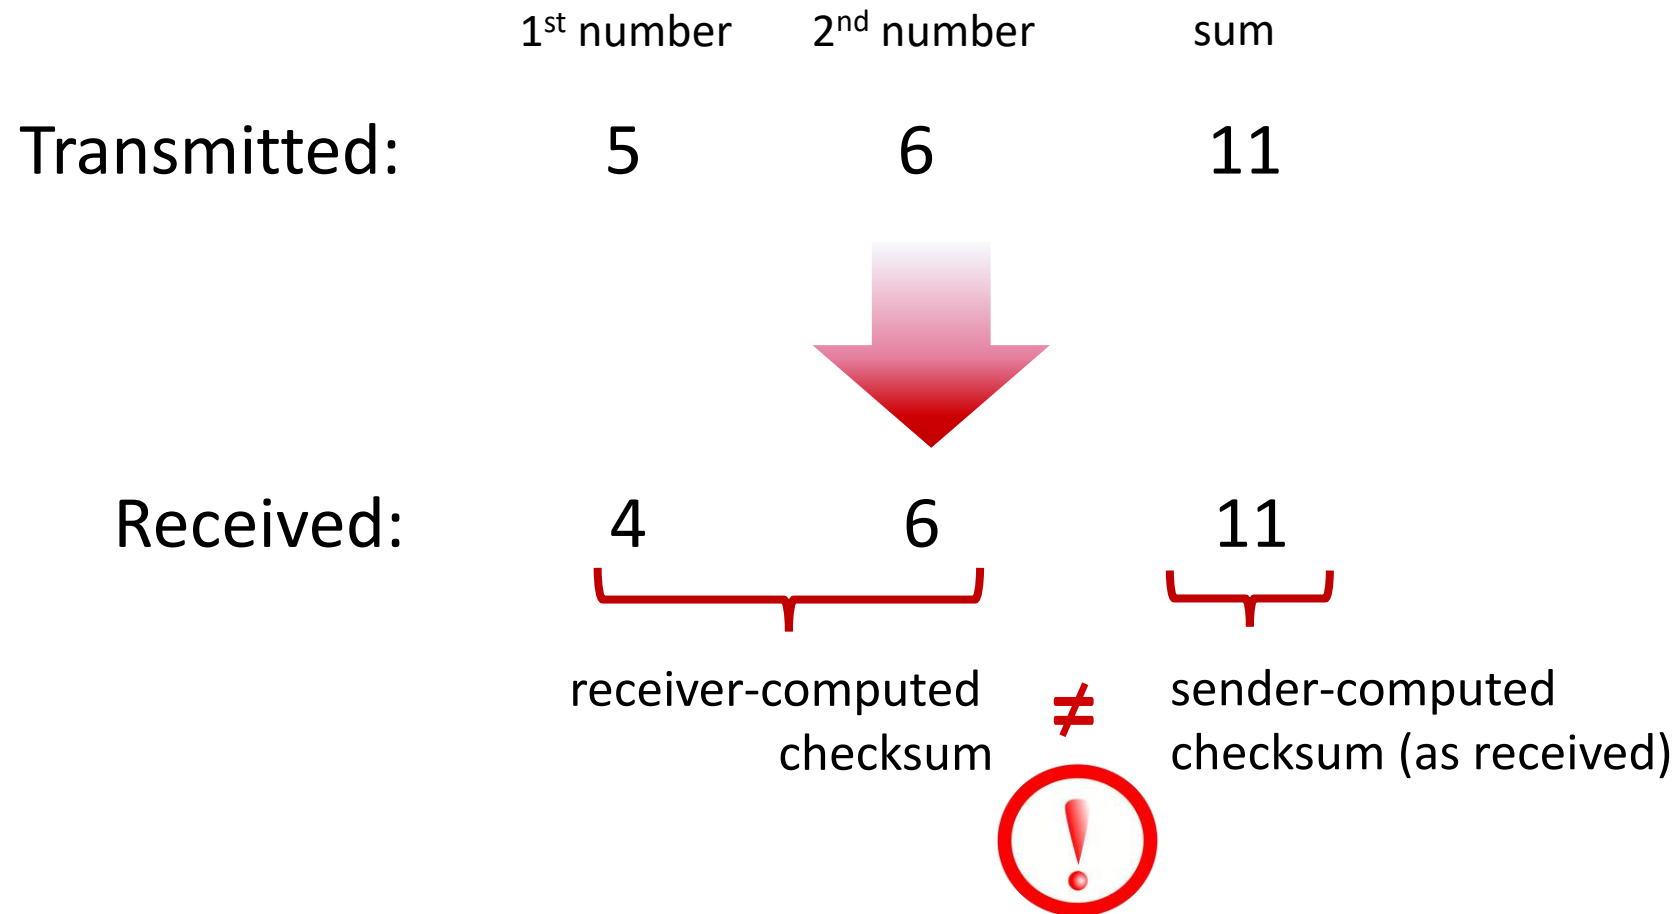 1st number 2nd number sum
Transmitted: 5 6 11
Received: 4 6 11
receiver-computed ≠ sender-computed
checksum checksum (as received)
!